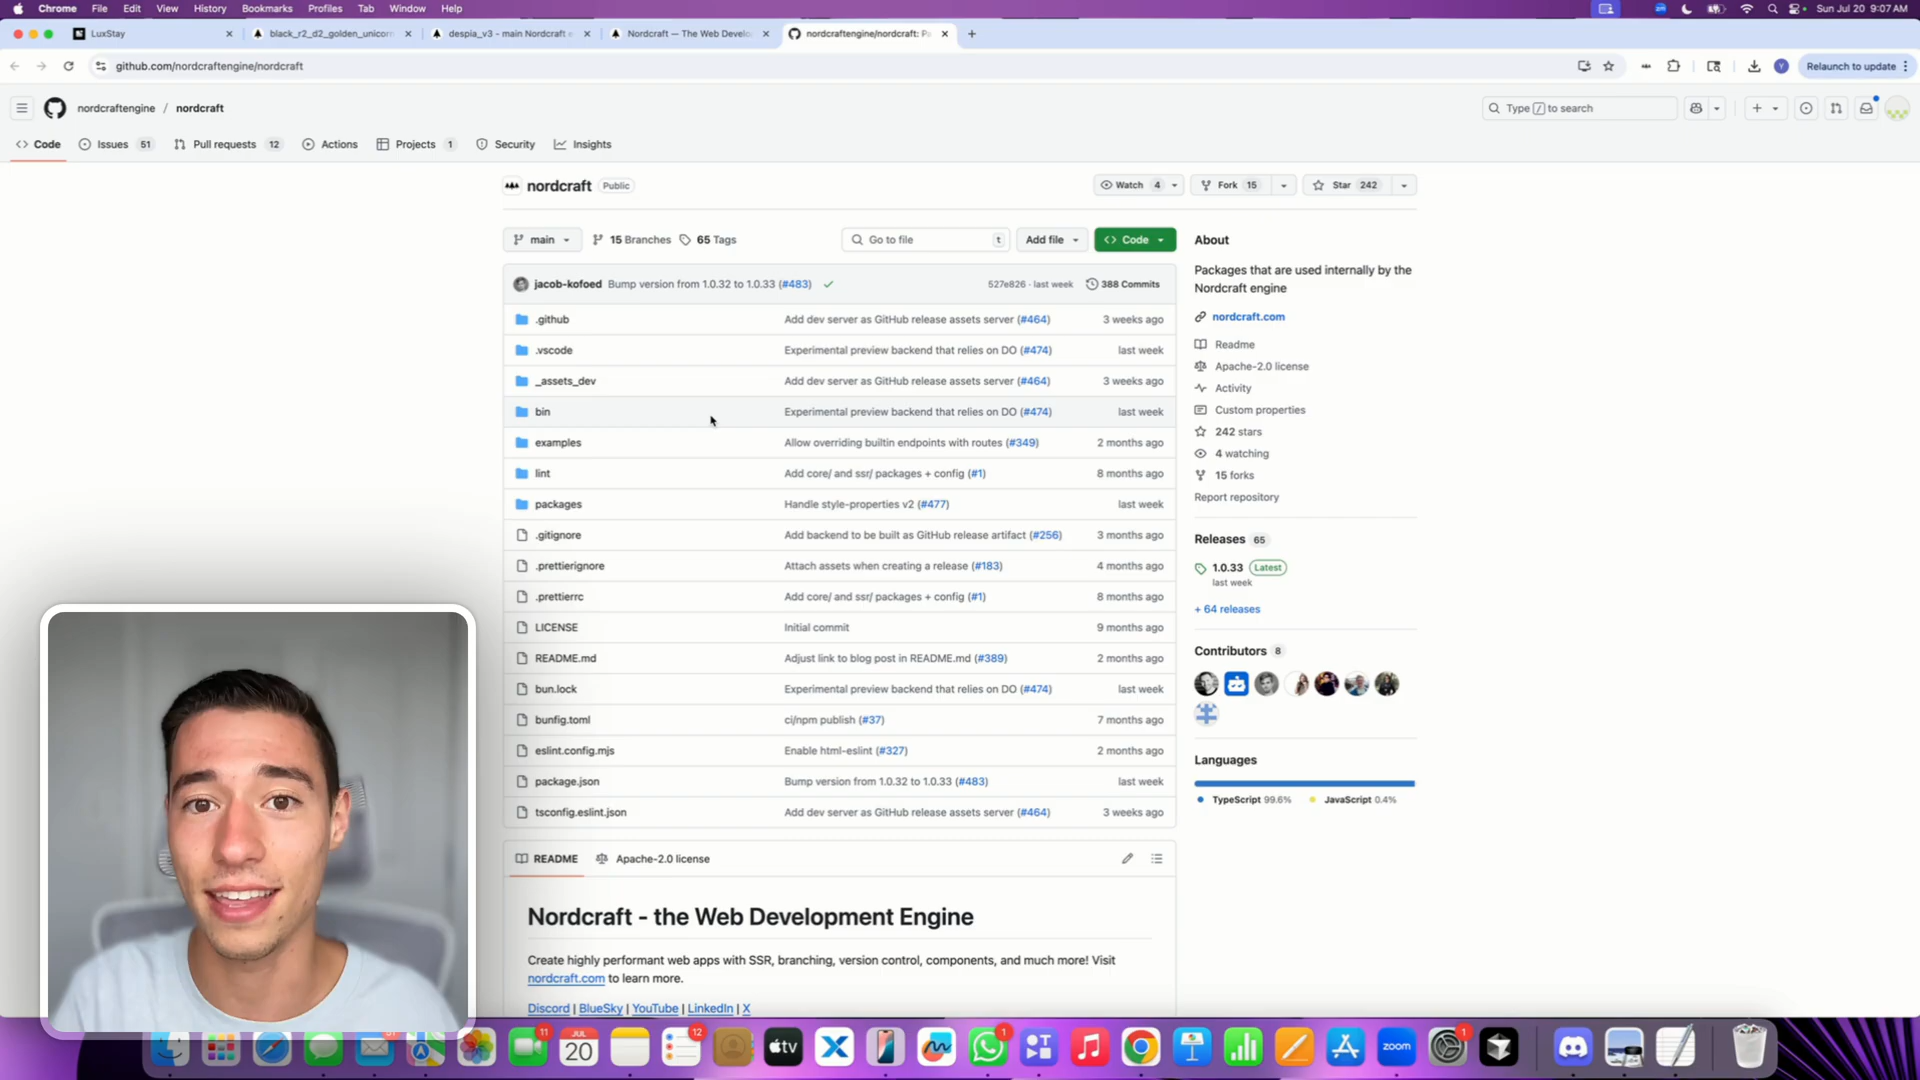 Chrome File Edit View History Bookmarks Profiles Tab Window Help Sun Jul 20 9:07 AM
LuxStay black_r2_d2_golden_unicorn despia_v3 - main Nordcraft Nordcraft — The Web Develo nordcraftengine/nordcraft:
github.com/nordcraftengine/nordcraft Relaunch to update
nordcraftengine / nordcraft Type / to search
Code Issues 51 Pull requests 12 Actions Projects 1 Security Insights
nordcraft Public Watch 4 Fork 15 Star 242
main 15 Branches 65 Tags Go to file t Add file Code
jacob-kofoed Bump version from 1.0.32 to 1.0.33 (#483) 527e826 · last week 388 Commits
.github Add dev server as GitHub release assets server (#464) 3 weeks ago
.vscode Experimental preview backend that relies on DO (#474) last week
_assets_dev Add dev server as GitHub release assets server (#464) 3 weeks ago
bin Experimental preview backend that relies on DO (#474) last week
examples Allow overriding builtin endpoints with routes (#349) 2 months ago
lint Add core/ and ssr/ packages + config (#1) 8 months ago
packages Handle style-properties v2 (#477) last week
.gitignore Add backend to be built as GitHub release artifact (#256) 3 months ago
.prettierignore Attach assets when creating a release (#183) 4 months ago
.prettierrc Add core/ and ssr/ packages + config (#1) 8 months ago
LICENSE Initial commit 9 months ago
README.md Adjust link to blog post in README.md (#389) 2 months ago
bun.lock Experimental preview backend that relies on DO (#474) last week
bunfig.toml ci/npm publish (#37) 7 months ago
eslint.config.mjs Enable html-eslint (#327) 2 months ago
package.json Bump version from 1.0.32 to 1.0.33 (#483) last week
tsconfig.eslint.json Add dev server as GitHub release assets server (#464) 3 weeks ago
README Apache-2.0 license
Nordcraft - the Web Development Engine
Create highly performant web apps with SSR, branching, version control, components, and much more! Visit
nordcraft.com to learn more.
Discord | BlueSky | YouTube | LinkedIn | X
About
Packages that are used internally by the
Nordcraft engine
nordcraft.com
Readme
Apache-2.0 license
Activity
Custom properties
242 stars
4 watching
15 forks
Report repository
Releases 65
1.0.33 Latest
last week
+ 64 releases
Contributors 8
Languages
TypeScript 99.6% JavaScript 0.4%
11 JUL 20 12 tv 1 zoom 1